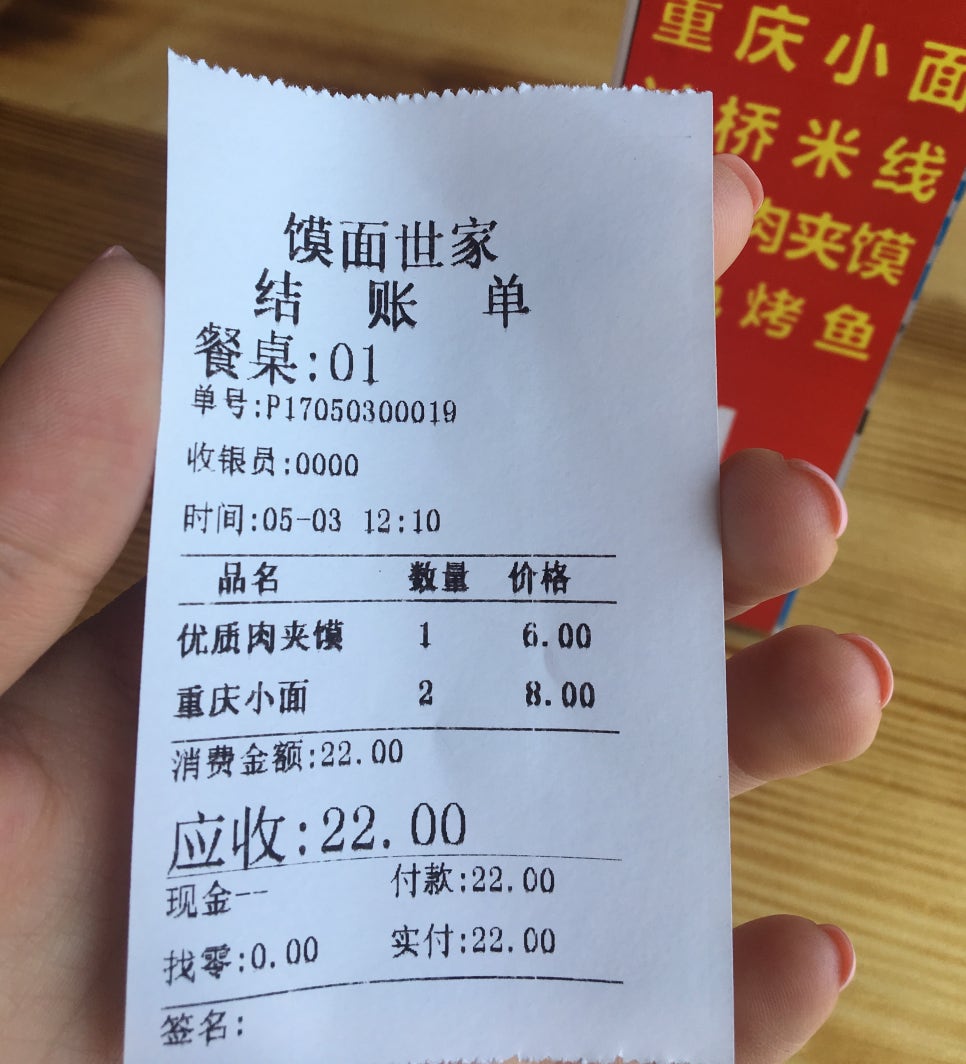 重庆小面
桥米线
肉夹馍
烤鱼
馍面世家
结 账 单
餐桌:01
单号:P17050300019
收银员:0000
时间:05-03 12:10
品名 数量 价格
优质肉夹馍 1 6.00
重庆小面 2 8.00
消费金额:22.00
应收:22.00
现金-- 付款:22.00
找零:0.00 实付:22.00
签名: